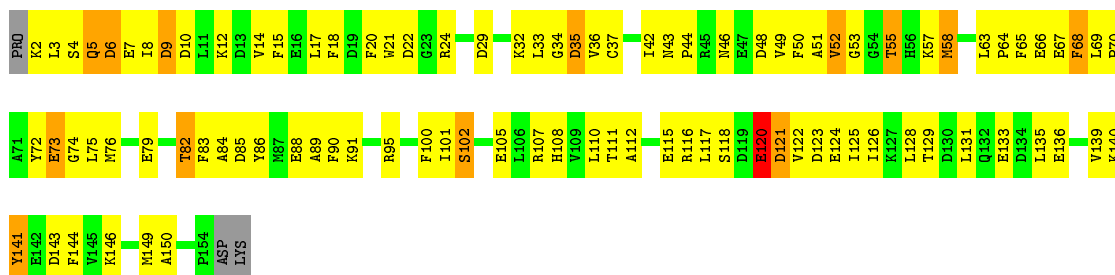 PRO K2 L3 S4 Q5 D6 E7 I8 D9 D10 L11 K12 D13 V14 F15 E16 L17 F18 D19 F20 W21 D22 G23 R24 D29 K32 L33 G34 D35 V36 C37 I42 N43 P44 R45 N46 E47 D48 V49 F50 A51 V52 G53 G54 T55 H56 K57 M58 L63 P64 F65 E66 E67 F68 L69 P70
A71 Y72 E73 G74 L75 M76 E79 T82 F83 A84 D85 Y86 M87 E88 A89 F90 K91 R95 F100 I101 S102 E105 L106 R107 H108 V109 L110 T111 A112 E115 R116 L117 S118 D119 E120 D121 V122 D123 E124 I125 I126 K127 L128 T129 D130 L131 Q132 E133 D134 L135 E136 V139 K140
Y141 E142 D143 F144 V145 K146 M149 A150 P154 ASP LYS